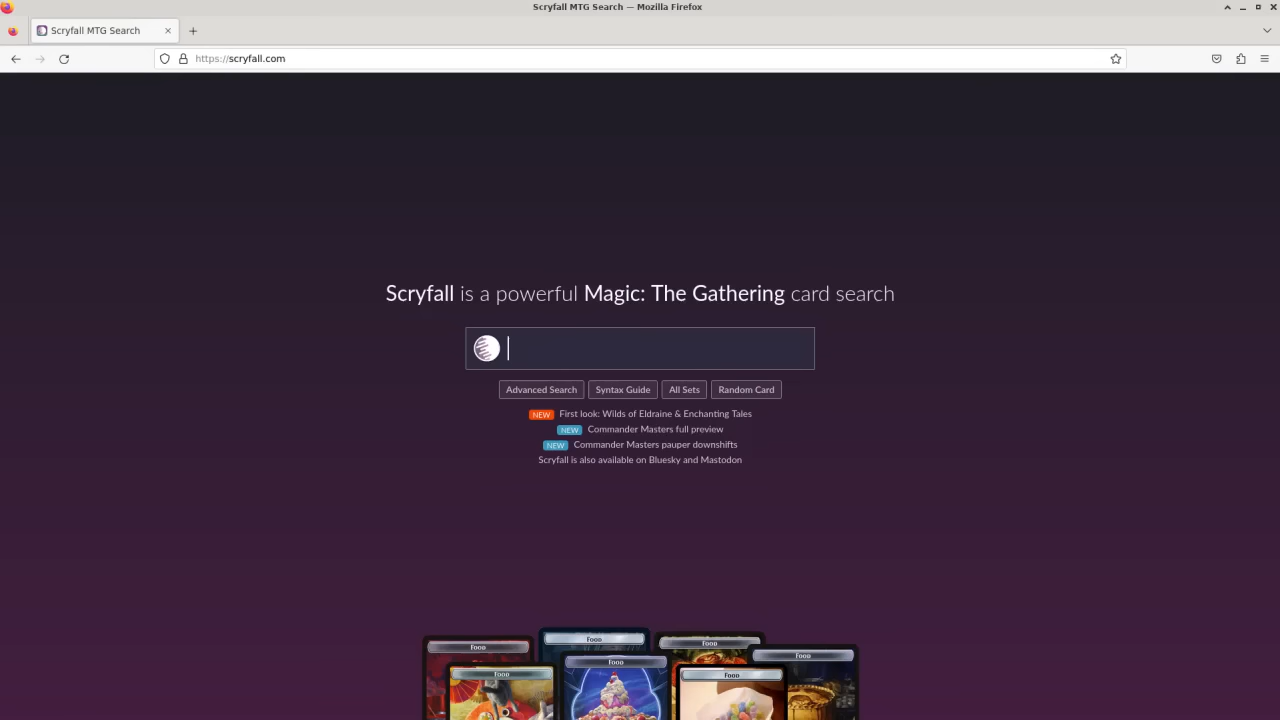 Scryfall MTG Search — Mozilla Firefox
Scryfall MTG Search
https://scryfall.com
Scryfall is a powerful Magic: The Gathering card search
Advanced Search
Syntax Guide
All Sets
Random Card
NEW First look: Wilds of Eldraine & Enchanting Tales
NEW Commander Masters full preview
NEW Commander Masters pauper downshifts
Scryfall is also available on Bluesky and Mastodon
Food
Food
Food
Food
Food
Food
Food